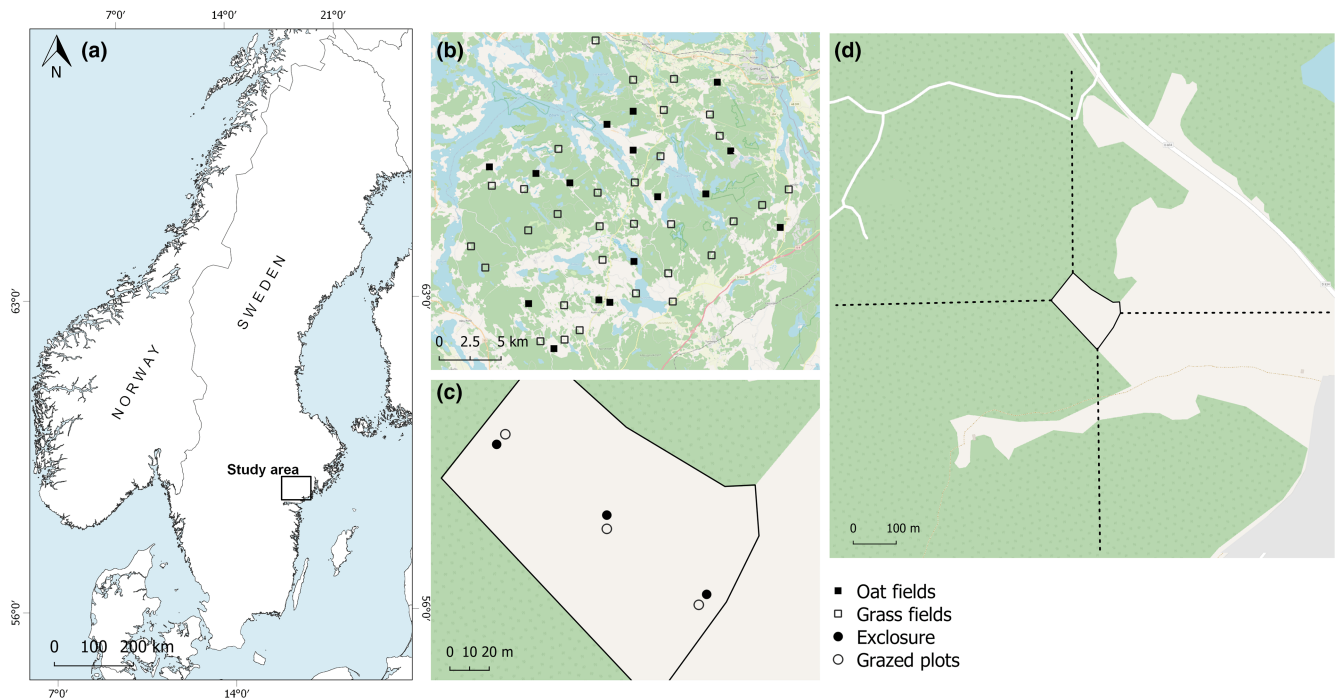 7°0' 14°0' 21°0'
(a)
N
SWEDEN
NORWAY
Study area
63°0'
56°0'
0 100 200 km
7°0' 14°0'
(b)
63°0'
0 2.5 5 km
(c)
56°0'
0 10 20 m
(d)
0 100 m
Oat fields
Grass fields
Exclosure
Grazed plots